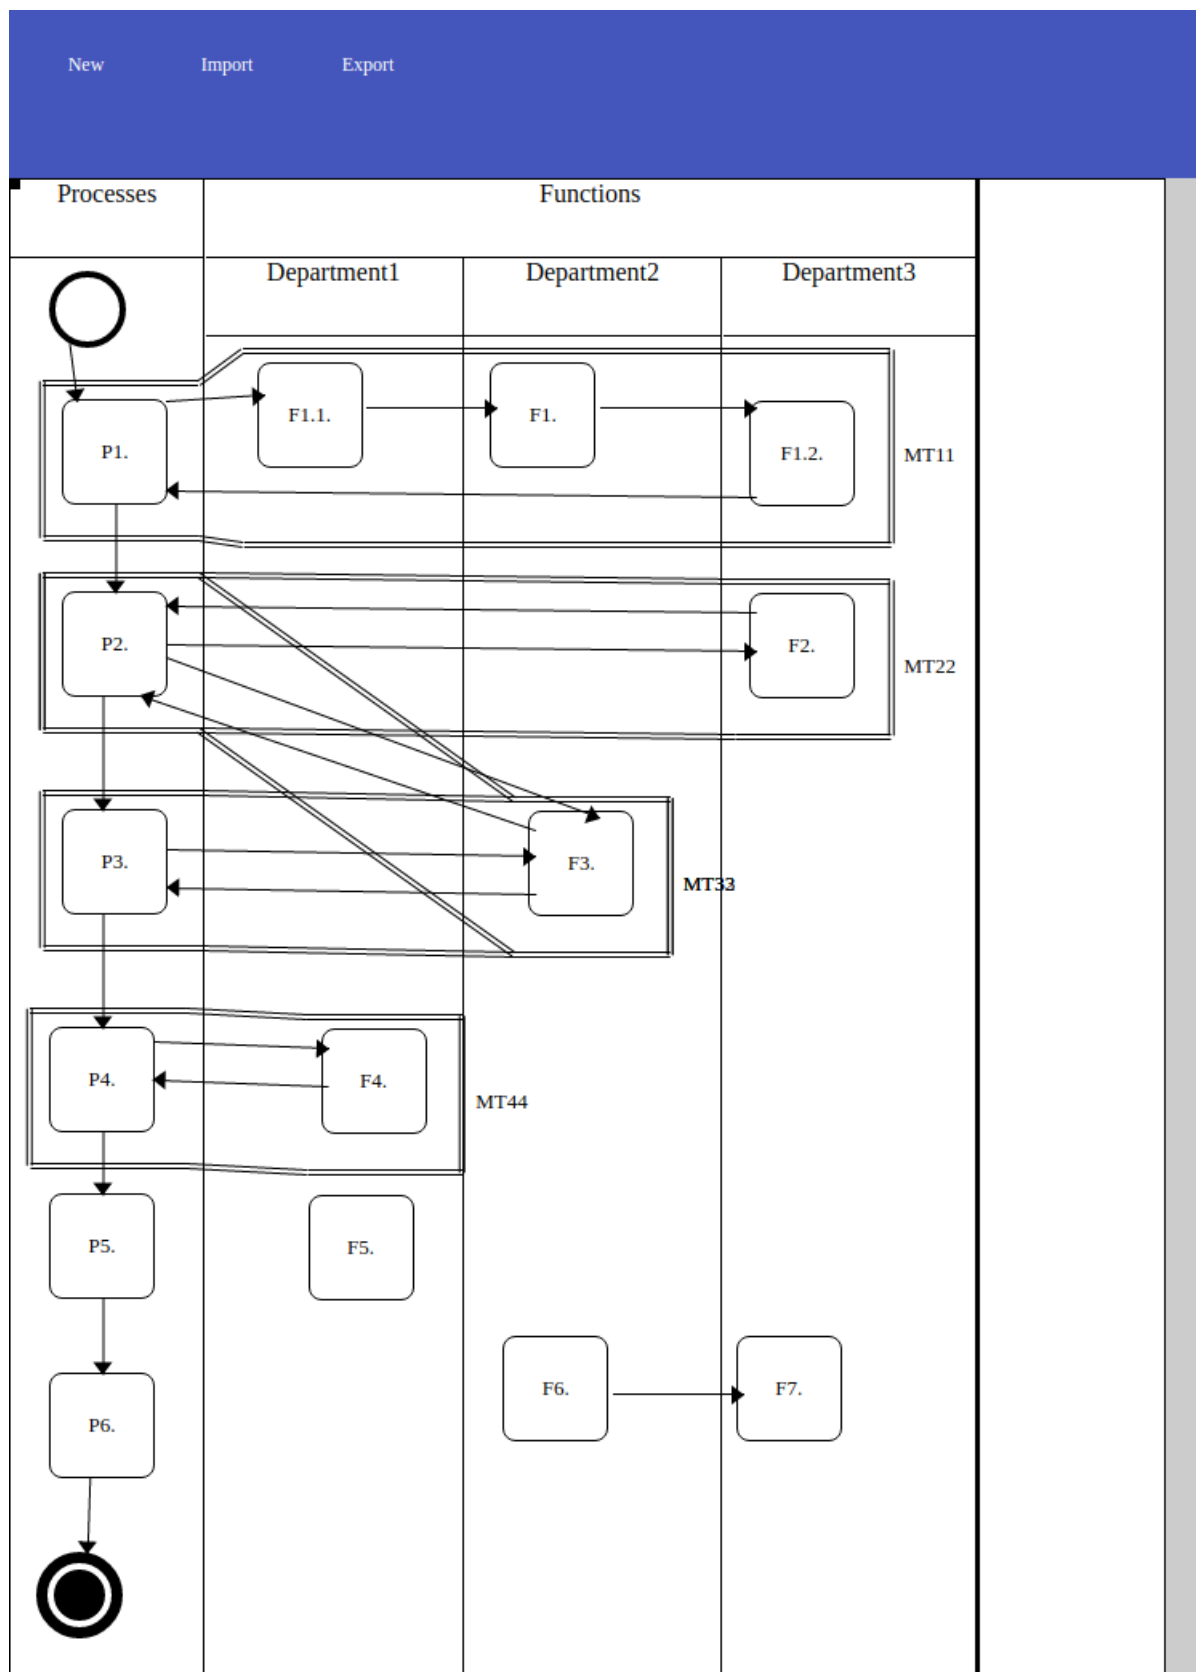 New Import Export
Processes Functions
Department1 Department2 Department3
F1.1. F1.
P1. F1.2. MT11
P2. F2.
MT22
P3. F3.
P4. F4.
MT44
P5. F5.
F6. F7.
P6.